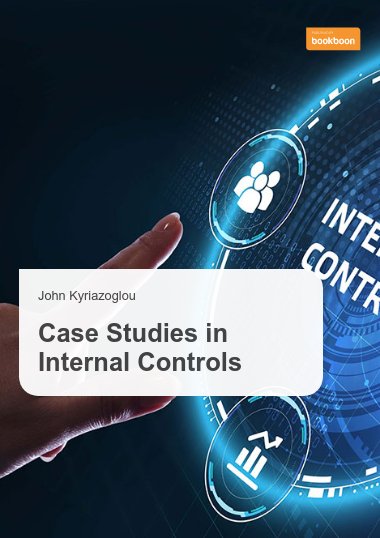 bookboon
INTE
CONTR
John Kyriazoglou
Case Studies in
Internal Controls